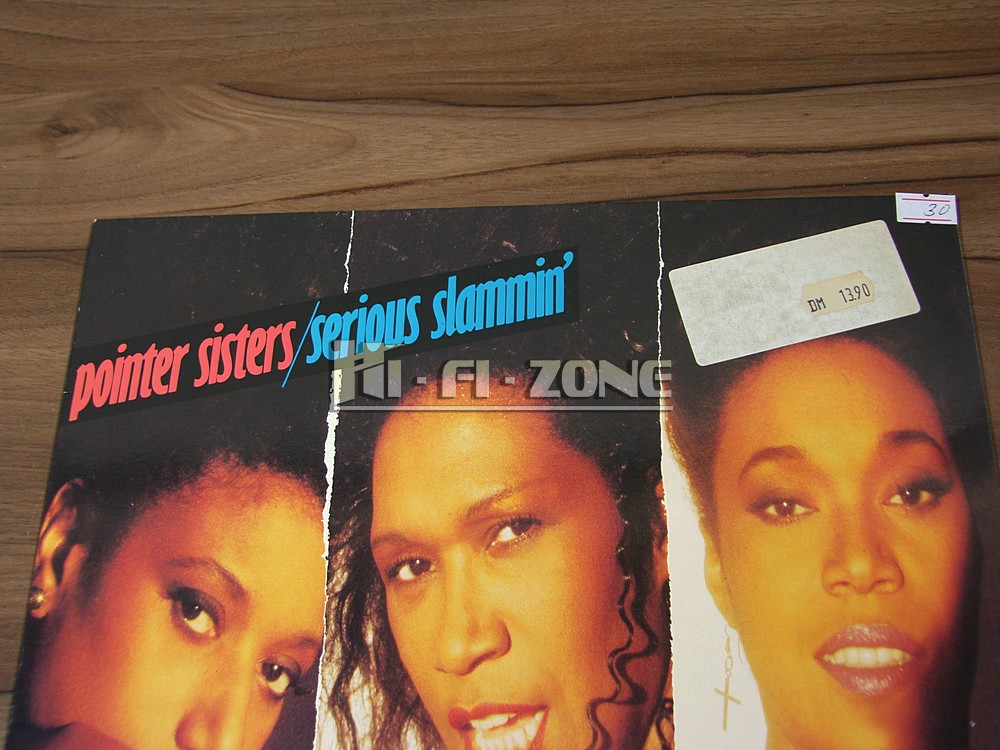 30
DM 13.90
pointer sisters/serious slammin'
HI-FI-ZONE